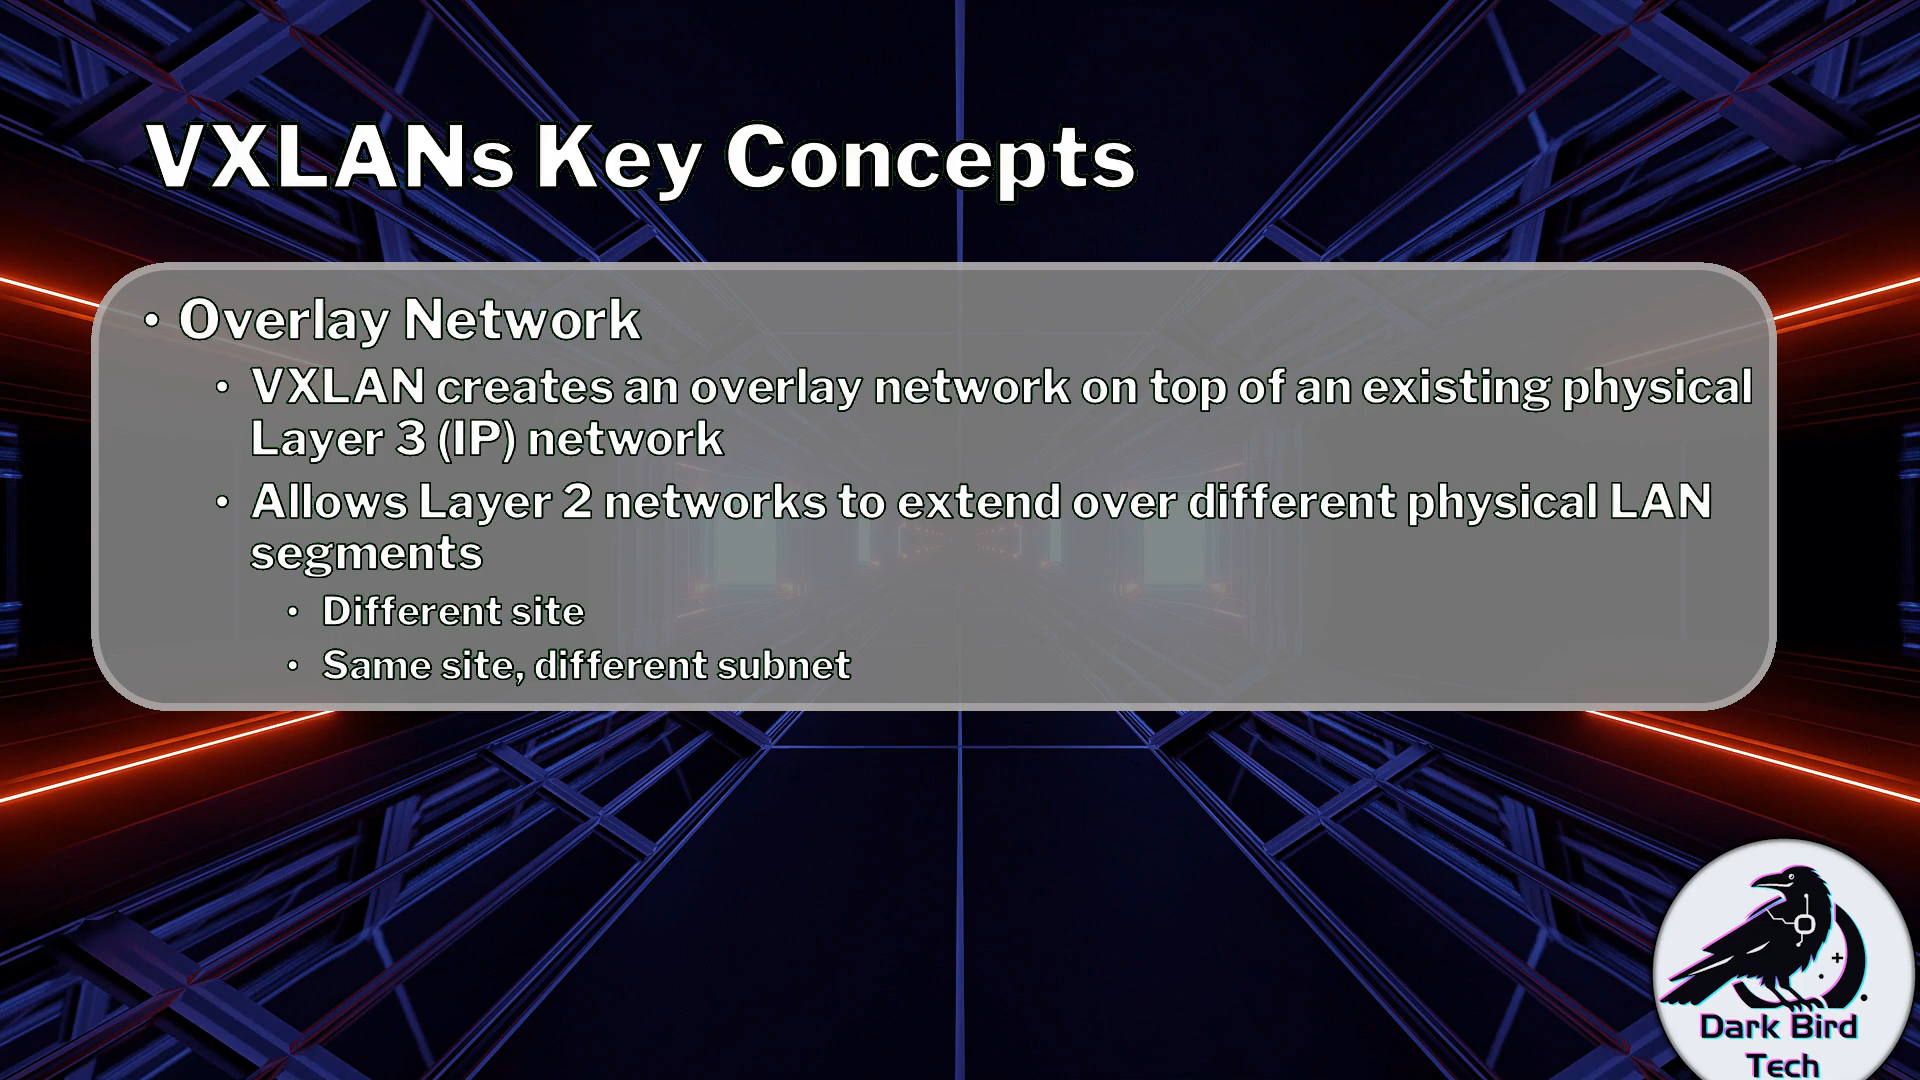 VXLANs Key Concepts
• Overlay Network
• VXLAN creates an overlay network on top of an existing physical
Layer 3 (IP) network
• Allows Layer 2 networks to extend over different physical LAN
segments
• Different site
• Same site, different subnet
Dark Bird
Tech